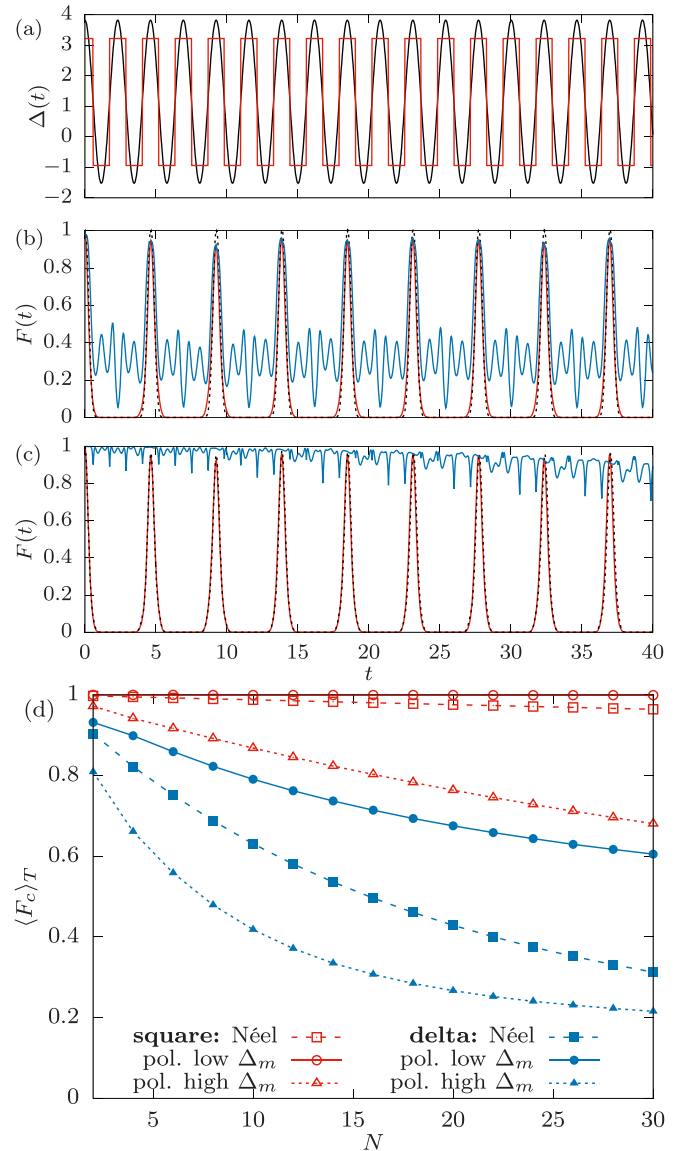 (a)
Δ(t)
4
3
2
1
0
−1
−2
(b)
F(t)
1
0.8
0.6
0.4
0.2
0
(c)
F(t)
1
0.8
0.6
0.4
0.2
0
0 5 10 15 20 25 30 35 40
t
(d)
⟨F_c⟩_T
1
0.8
0.6
0.4
0.2
0
square: Néel
pol. low Δ_m
pol. high Δ_m
delta: Néel
pol. low Δ_m
pol. high Δ_m
5 10 15 20 25 30
N